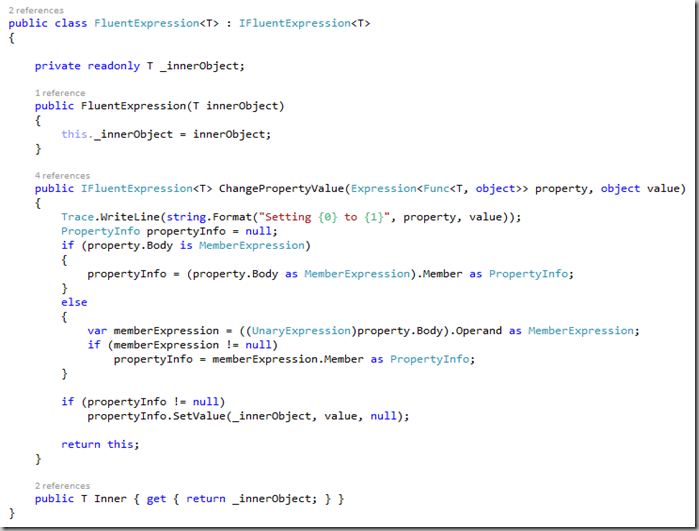 2 references
public class FluentExpression<T> : IFluentExpression<T>
{
private readonly T _innerObject;
1 reference
public FluentExpression(T innerObject)
{
this._innerObject = innerObject;
}
4 references
public IFluentExpression<T> ChangePropertyValue(Expression<Func<T, object>> property, object value)
{
Trace.WriteLine(string.Format("Setting {0} to {1}", property, value));
PropertyInfo propertyInfo = null;
if (property.Body is MemberExpression)
{
propertyInfo = (property.Body as MemberExpression).Member as PropertyInfo;
}
else
{
var memberExpression = ((UnaryExpression)property.Body).Operand as MemberExpression;
if (memberExpression != null)
propertyInfo = memberExpression.Member as PropertyInfo;
}
if (propertyInfo != null)
propertyInfo.SetValue(_innerObject, value, null);
return this;
}
2 references
public T Inner { get { return _innerObject; } }
}